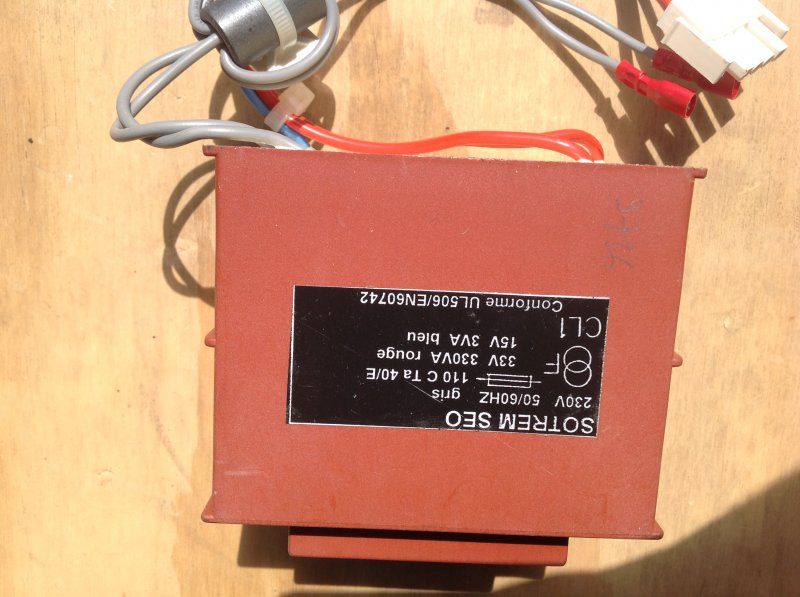 SOTREM SEO
230V 50/60HZ gris
110 C Ta 40/E
F
33V 330VA rouge
15V 3VA bleu
CL1
Conforme UL506/EN60742